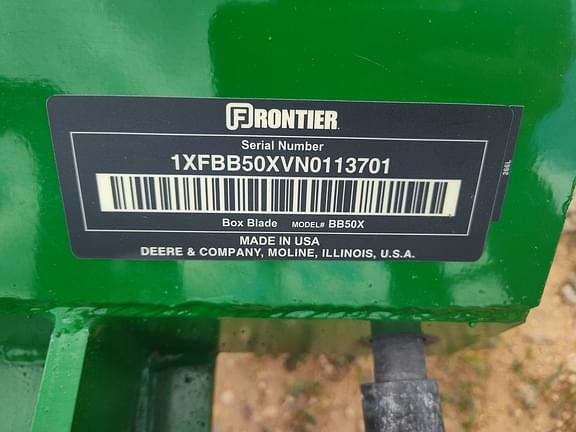 FRONTIER
Serial Number
1XFBB50XVN0113701
Box Blade MODEL# BB50X
MADE IN USA
DEERE & COMPANY, MOLINE, ILLINOIS, U.S.A.